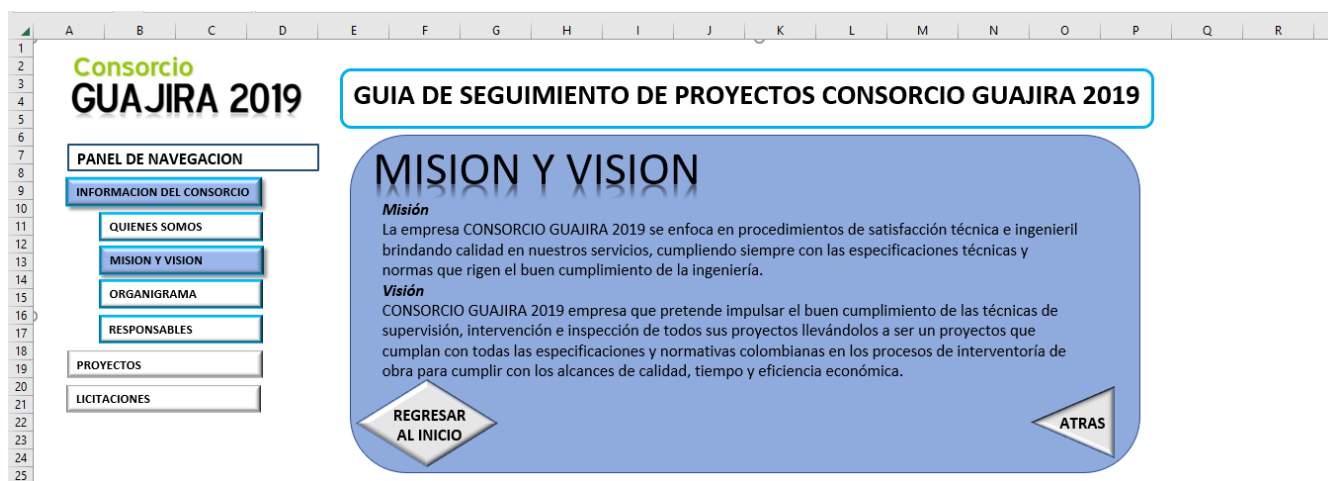 A B C D E F G H I J K L M N O P Q R
1
2
3
4
5
6
7
8
9
10
11
12
13
14
15
16
17
18
19
20
21
22
23
24
25
Consorcio
GUAJIRA 2019
GUIA DE SEGUIMIENTO DE PROYECTOS CONSORCIO GUAJIRA 2019
PANEL DE NAVEGACION
INFORMACION DEL CONSORCIO
QUIENES SOMOS
MISION Y VISION
ORGANIGRAMA
RESPONSABLES
PROYECTOS
LICITACIONES
MISION Y VISION
Misión
La empresa CONSORCIO GUAJIRA 2019 se enfoca en procedimientos de satisfacción técnica e ingenieril
brindando calidad en nuestros servicios, cumpliendo siempre con las especificaciones técnicas y
normas que rigen el buen cumplimiento de la ingeniería.
Visión
CONSORCIO GUAJIRA 2019 empresa que pretende impulsar el buen cumplimiento de las técnicas de
supervisión, intervención e inspección de todos sus proyectos llevándolos a ser un proyectos que
cumplan con todas las especificaciones y normativas colombianas en los procesos de interventoría de
obra para cumplir con los alcances de calidad, tiempo y eficiencia económica.
REGRESAR
AL INICIO
ATRAS